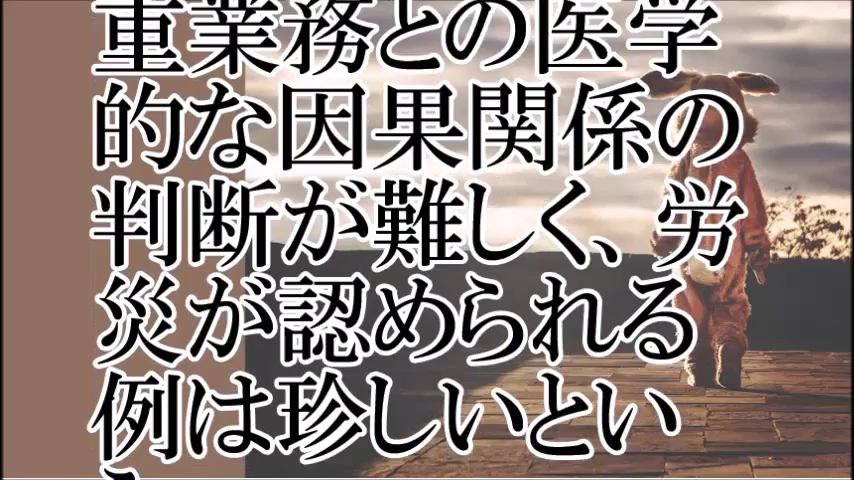 重業務との医学
的な因果関係の
判断が難しく、労
災が認められる
例は珍しいとい